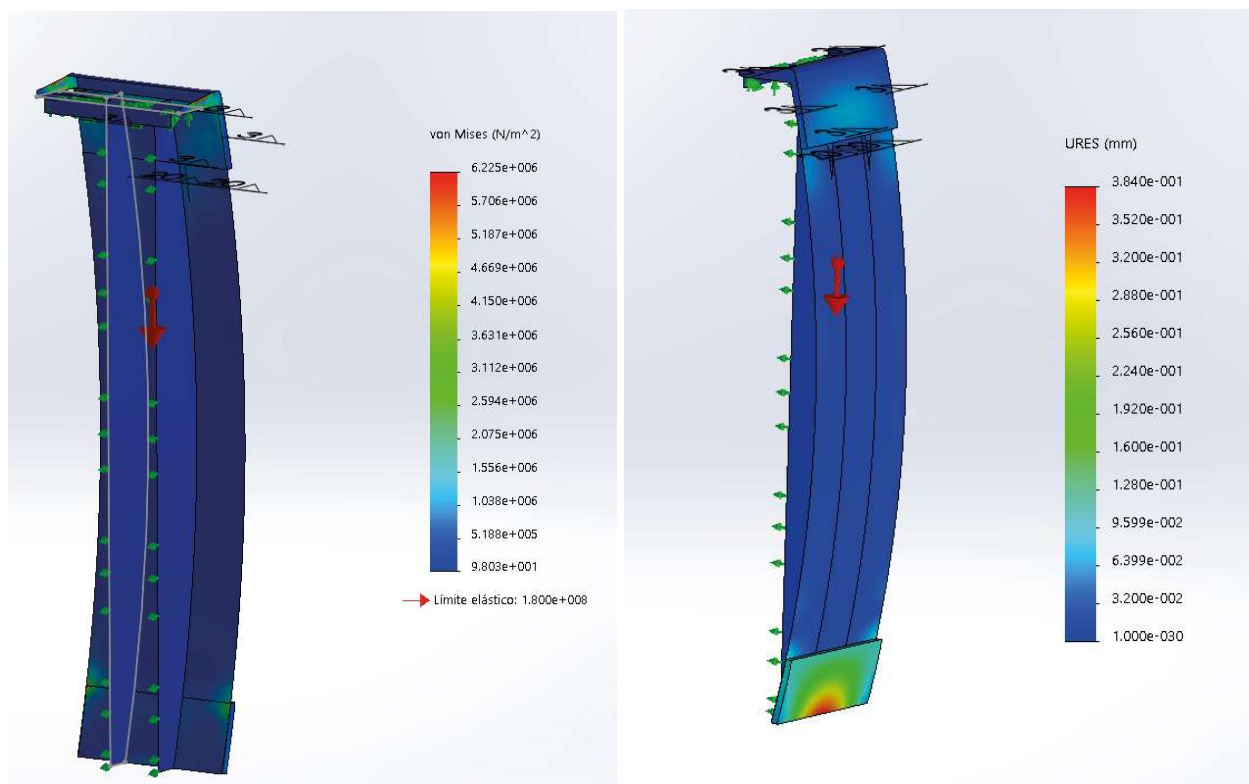 von Mises (N/m^2)
6.225e+006
5.706e+006
5.187e+006
4.669e+006
4.150e+006
3.631e+006
3.112e+006
2.594e+006
2.075e+006
1.556e+006
1.038e+006
5.188e+005
9.803e+001
Límite elástico: 1.800e+008
URES (mm)
3.840e-001
3.520e-001
3.200e-001
2.880e-001
2.560e-001
2.240e-001
1.920e-001
1.600e-001
1.280e-001
9.599e-002
6.399e-002
3.200e-002
1.000e-030